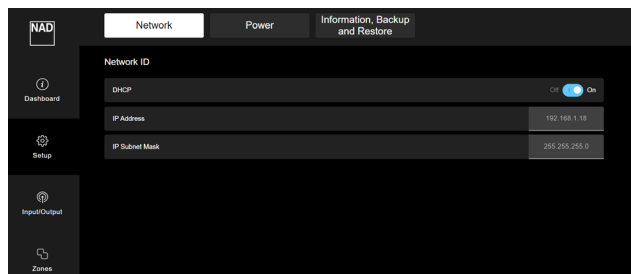 NAD
Network
Power
Information, Backup
and Restore
Network ID
Dashboard
DHCP
Off
On
IP Address
192.168.1.18
Setup
IP Subnet Mask
255.255.255.0
Input/Output
Zones